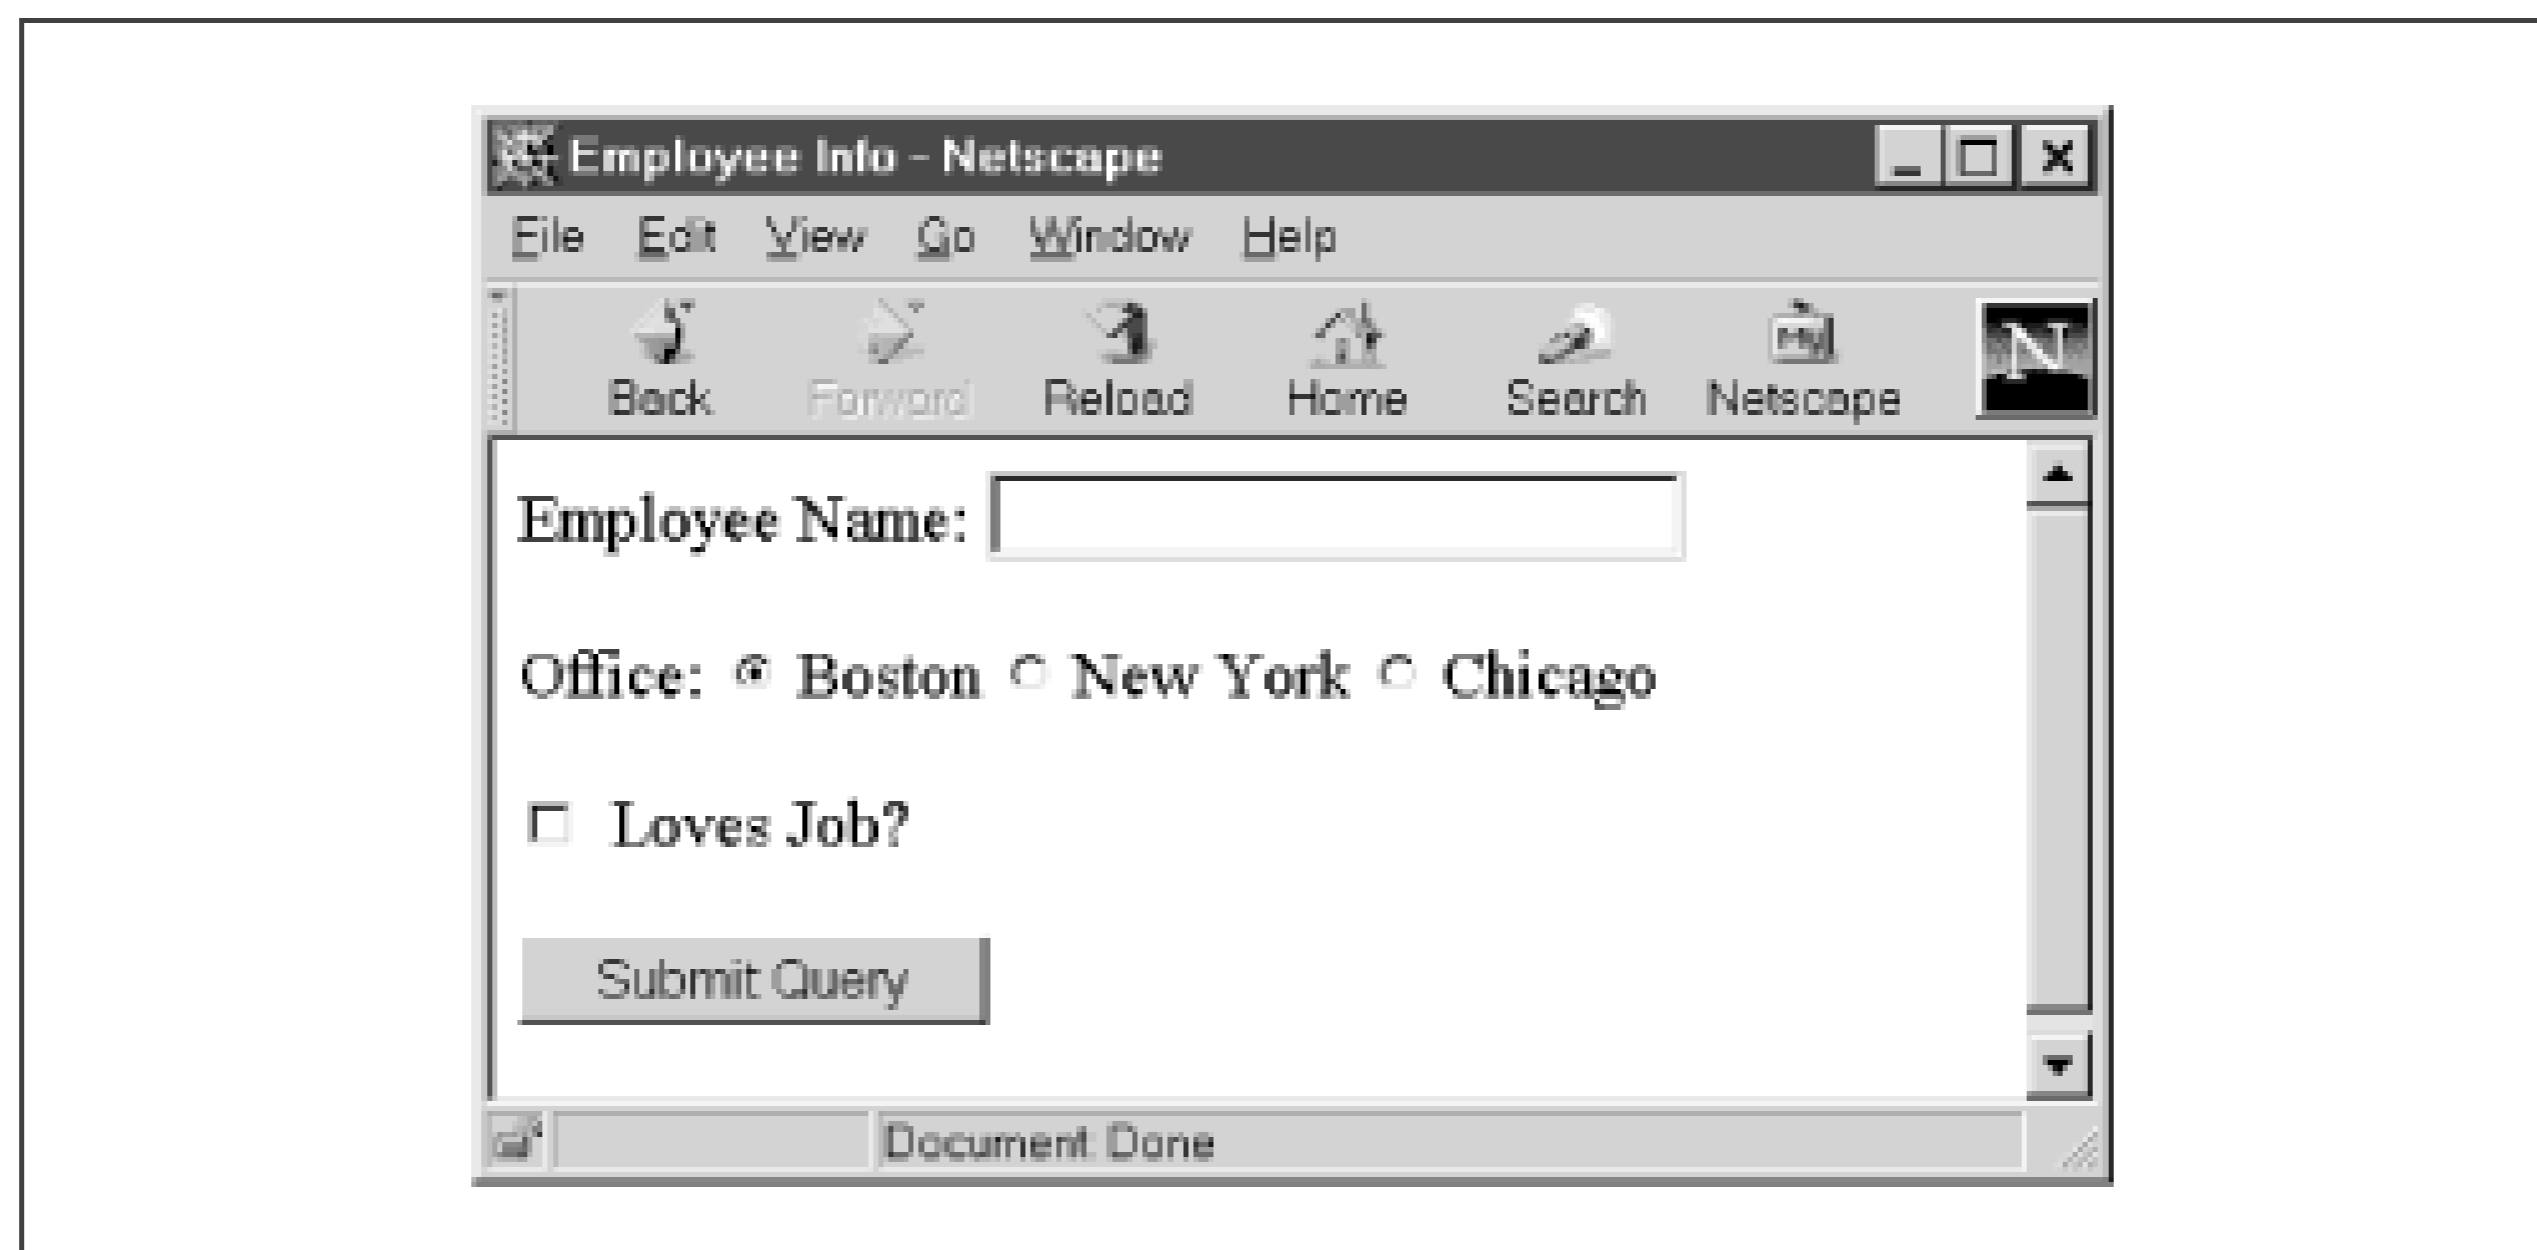 Employee Info - Netscape
File Edit View Go Window Help
Back Forward Reload Home Search Netscape
N
Employee Name:
Office: Boston New York Chicago
Loves Job?
Submit Query
Document: Done